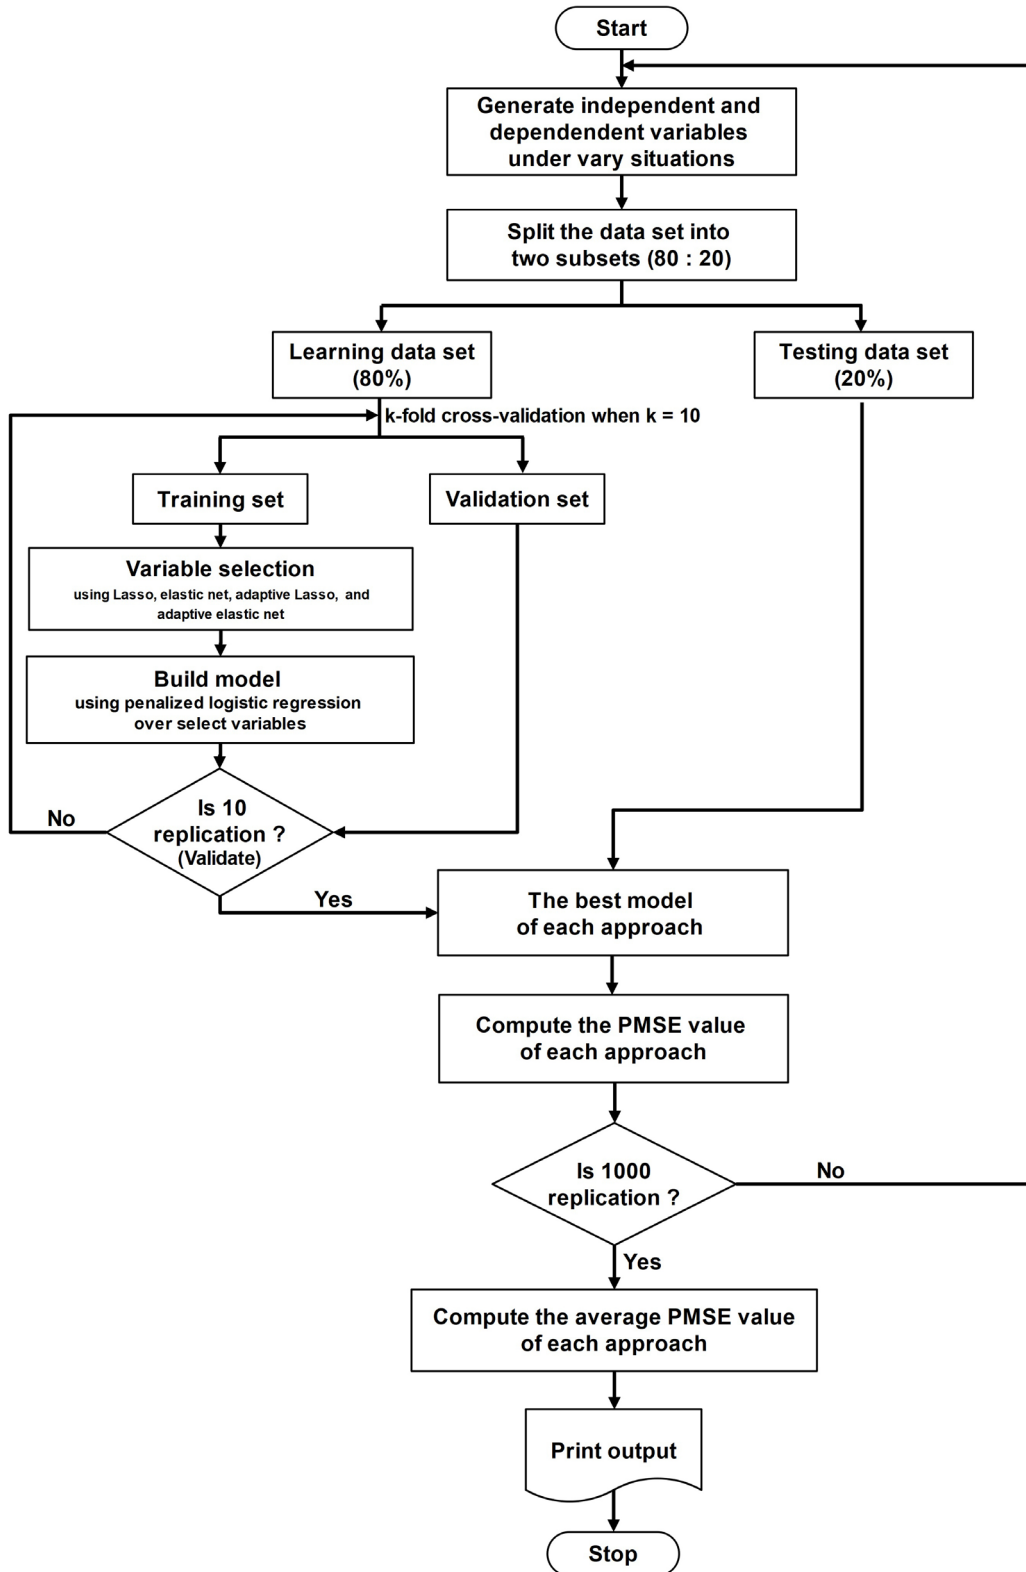 Start
Generate independent and
dependendent variables
under vary situations
Split the data set into
two subsets (80 : 20)
Learning data set
(80%)
Testing data set
(20%)
k-fold cross-validation when k = 10
Training set
Validation set
Variable selection
using Lasso, elastic net, adaptive Lasso, and
adaptive elastic net
Build model
using penalized logistic regression
over select variables
Is 10
replication ?
(Validate)
No
Yes
The best model
of each approach
Compute the PMSE value
of each approach
Is 1000
replication ?
No
Yes
Compute the average PMSE value
of each approach
Print output
Stop